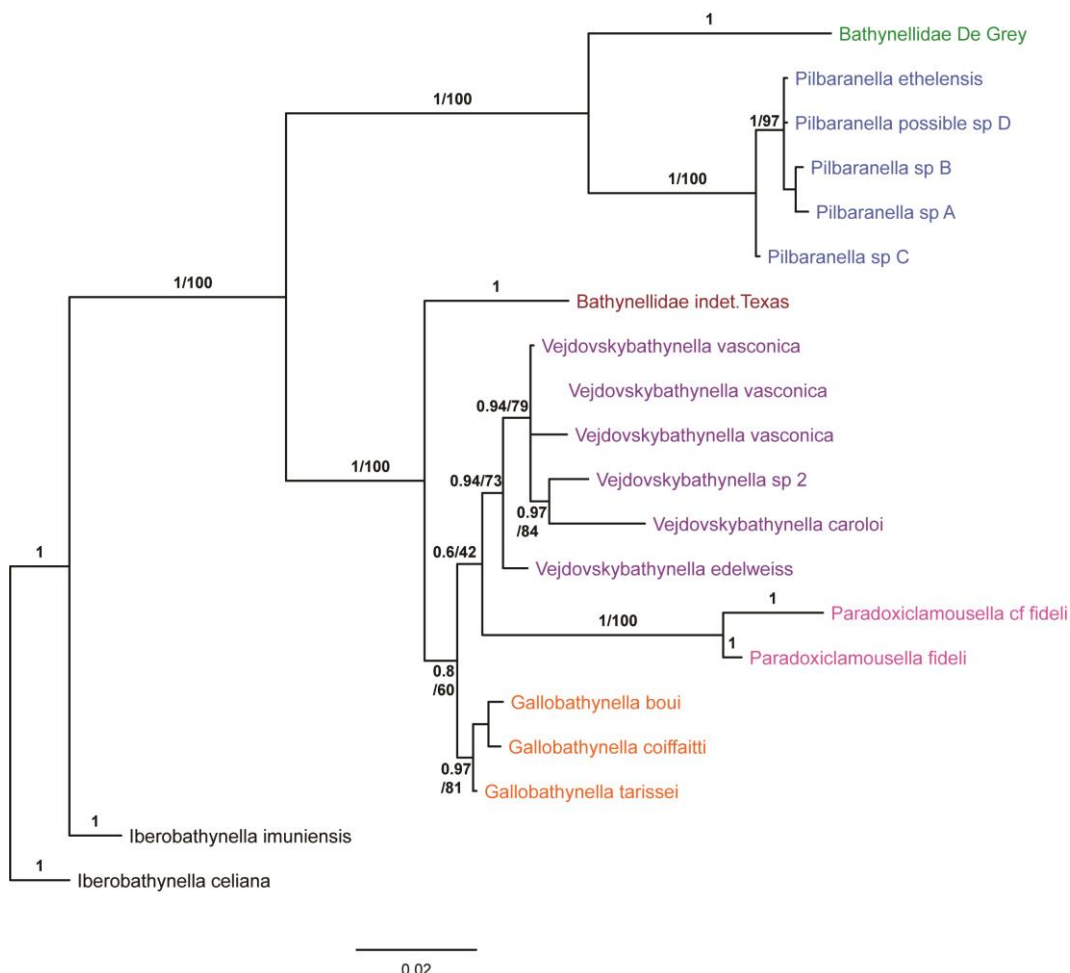 1
Bathynellidae De Grey
Pilbaranella ethelensis
1/100
1/97
Pilbaranella possible sp D
Pilbaranella sp B
1/100
Pilbaranella sp A
Pilbaranella sp C
1/100
1
Bathynellidae indet.Texas
Vejdovskybathynella vasconica
Vejdovskybathynella vasconica
0.94/79
Vejdovskybathynella vasconica
1/100
0.94/73
Vejdovskybathynella sp 2
0.97
/84
Vejdovskybathynella caroloi
1
0.6/42
Vejdovskybathynella edelweiss
1
Paradoxiclamousella cf fideli
1/100
1
Paradoxiclamousella fideli
0.8
/60
Gallobathynella boui
Gallobathynella coiffaitti
0.97
/81
Gallobathynella tarissei
1
Iberobathynella imuniensis
1
Iberobathynella celiana
0.02